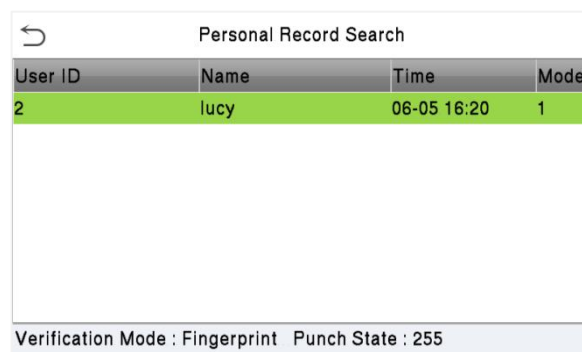 Personal Record Search
User ID Name Time Mode
2 lucy 06-05 16:20 1
Verification Mode : Fingerprint Punch State : 255